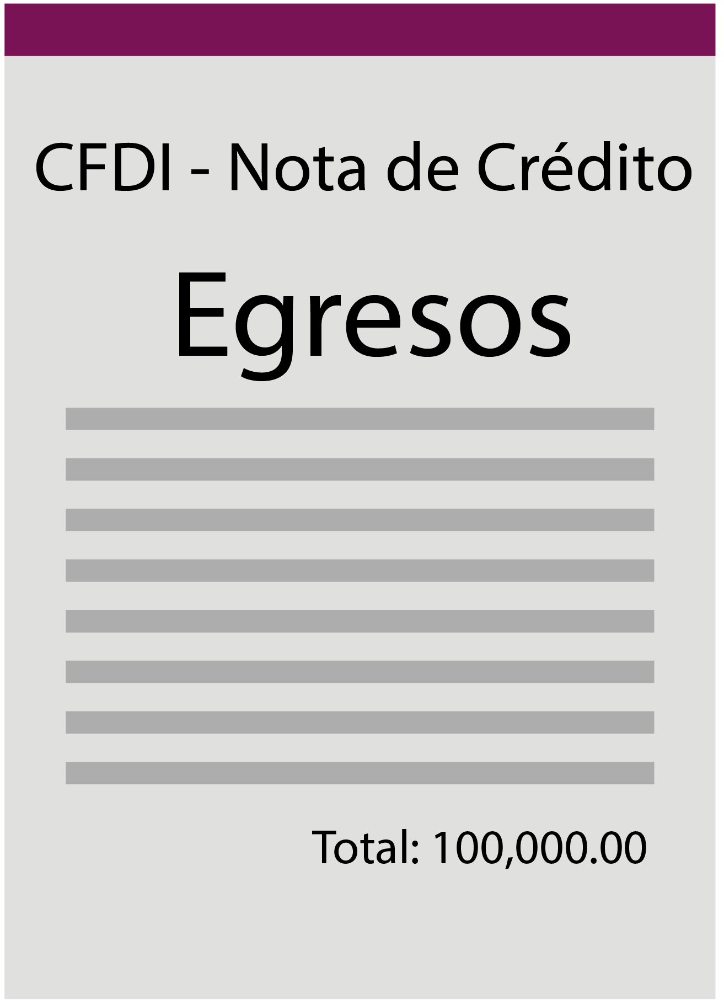 CFDI - Nota de Crédito
Egresos
Total: 100,000.00